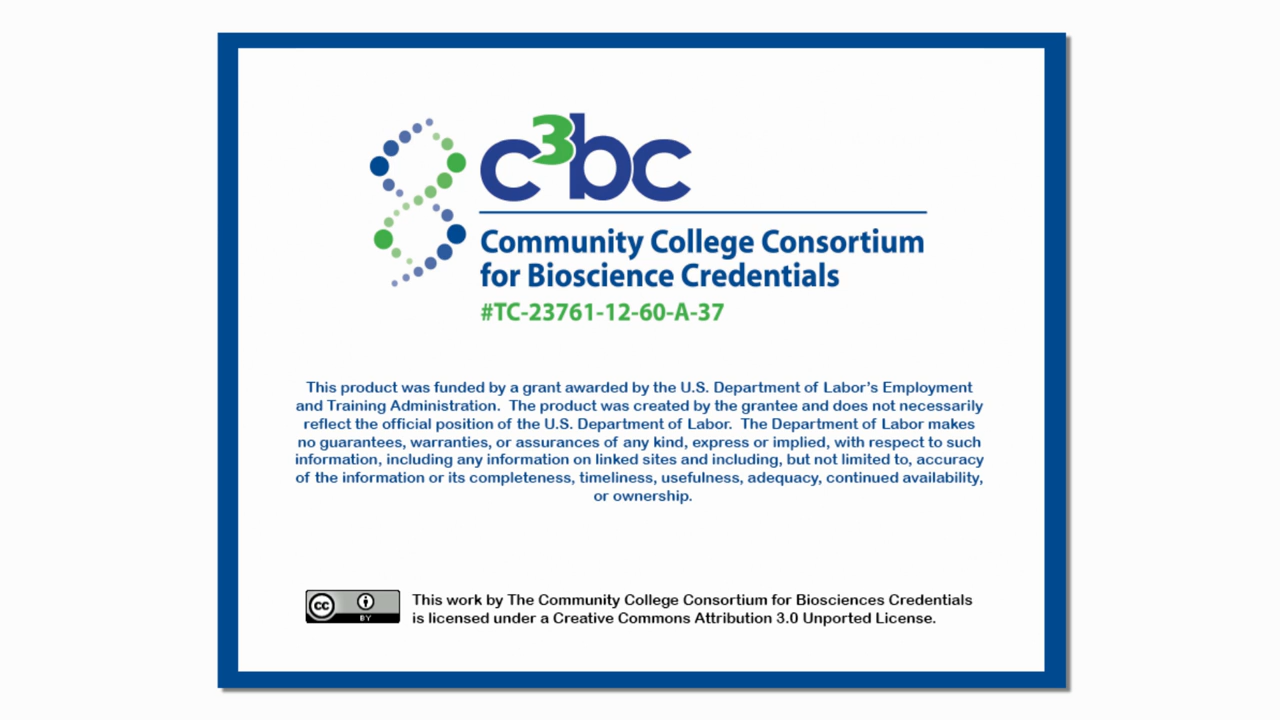 c3bc
Community College Consortium
for Bioscience Credentials
#TC-23761-12-60-A-37
This product was funded by a grant awarded by the U.S. Department of Labor’s Employment
and Training Administration.  The product was created by the grantee and does not necessarily
reflect the official position of the U.S. Department of Labor.  The Department of Labor makes
no guarantees, warranties, or assurances of any kind, express or implied, with respect to such
information, including any information on linked sites and including, but not limited to, accuracy
of the information or its completeness, timeliness, usefulness, adequacy, continued availability,
or ownership.
cc BY
This work by The Community College Consortium for Biosciences Credentials
is licensed under a Creative Commons Attribution 3.0 Unported License.